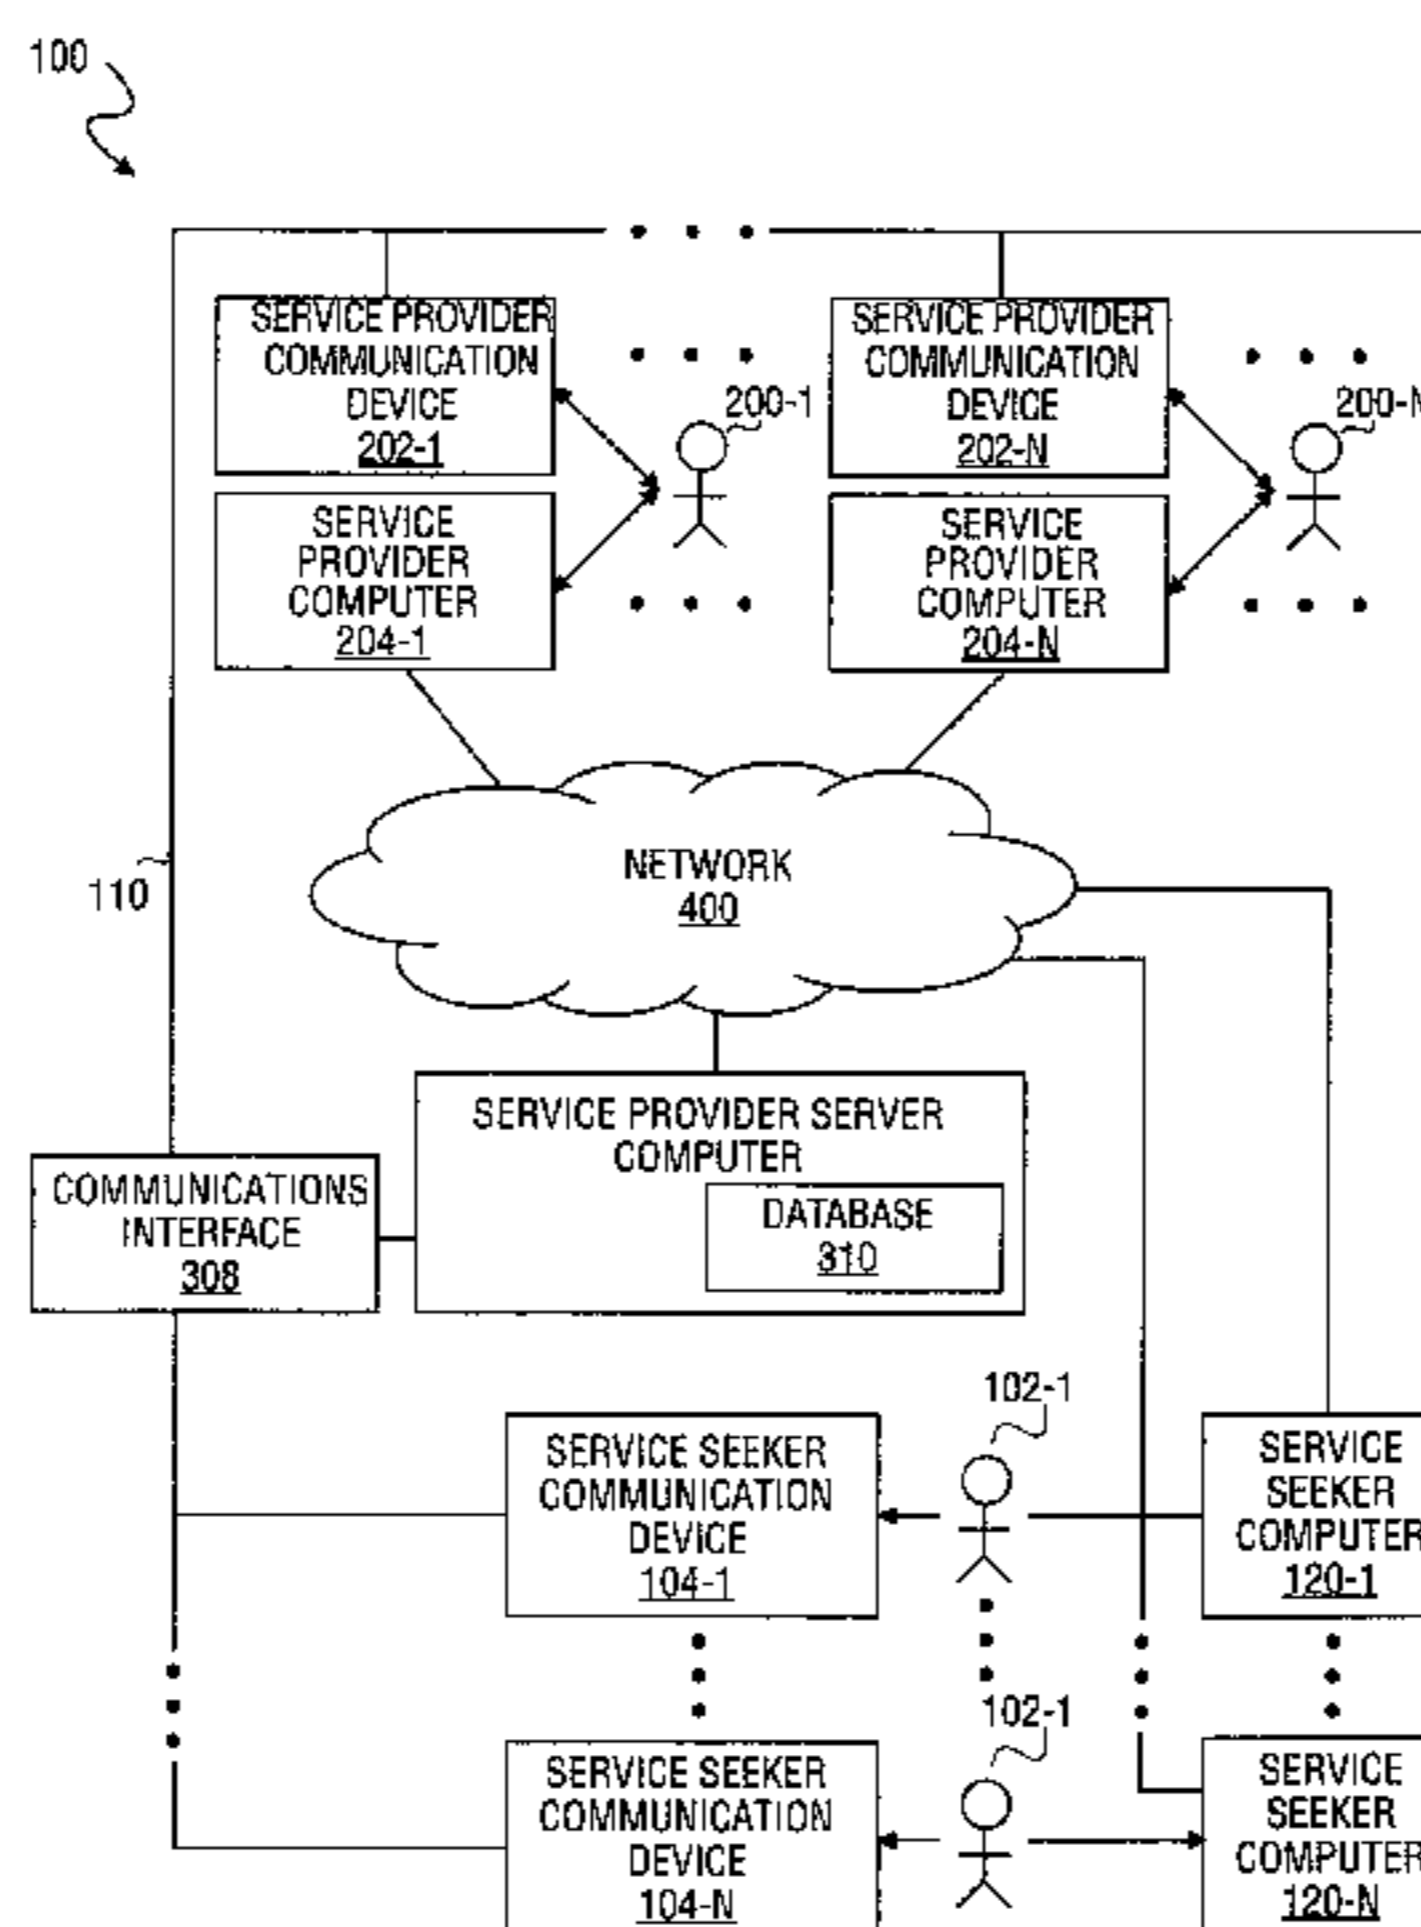 100
SERVICE PROVIDER
COMMUNICATION
DEVICE
202-1
200-1
SERVICE PROVIDER
COMMUNICATION
DEVICE
202-N
200-N
SERVICE
PROVIDER
COMPUTER
204-1
SERVICE
PROVIDER
COMPUTER
204-N
NETWORK
400
110
SERVICE PROVIDER SERVER
COMPUTER
DATABASE
310
COMMUNICATIONS
INTERFACE
308
SERVICE SEEKER
COMMUNICATION
DEVICE
104-1
102-1
SERVICE
SEEKER
COMPUTER
120-1
SERVICE SEEKER
COMMUNICATION
DEVICE
104-N
102-1
SERVICE
SEEKER
COMPUTER
120-N